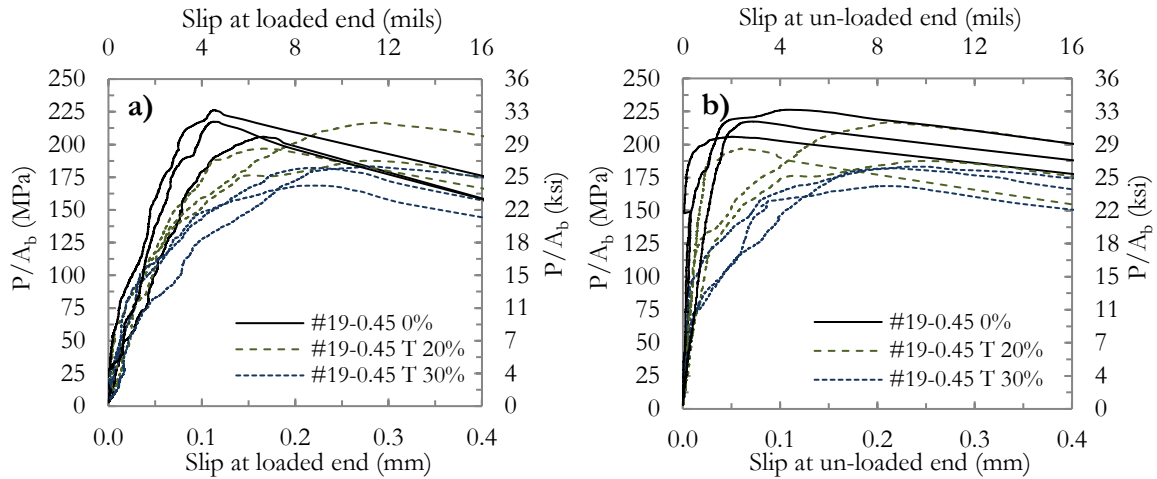 Slip at loaded end (mils)
0 4 8 12 16
a)
P/Ab (MPa)
250
225
200
175
150
125
100
75
50
25
0
36
33
29
25
22
18
15
11
7
4
0
P/Ab (ksi)
#19-0.45 0%
#19-0.45 T 20%
#19-0.45 T 30%
0.0 0.1 0.2 0.3 0.4
Slip at loaded end (mm)
Slip at un-loaded end (mils)
0 4 8 12 16
b)
P/Ab (MPa)
250
225
200
175
150
125
100
75
50
25
0
36
33
29
25
22
18
15
11
7
4
0
P/Ab (ksi)
#19-0.45 0%
#19-0.45 T 20%
#19-0.45 T 30%
0.0 0.1 0.2 0.3 0.4
Slip at un-loaded end (mm)